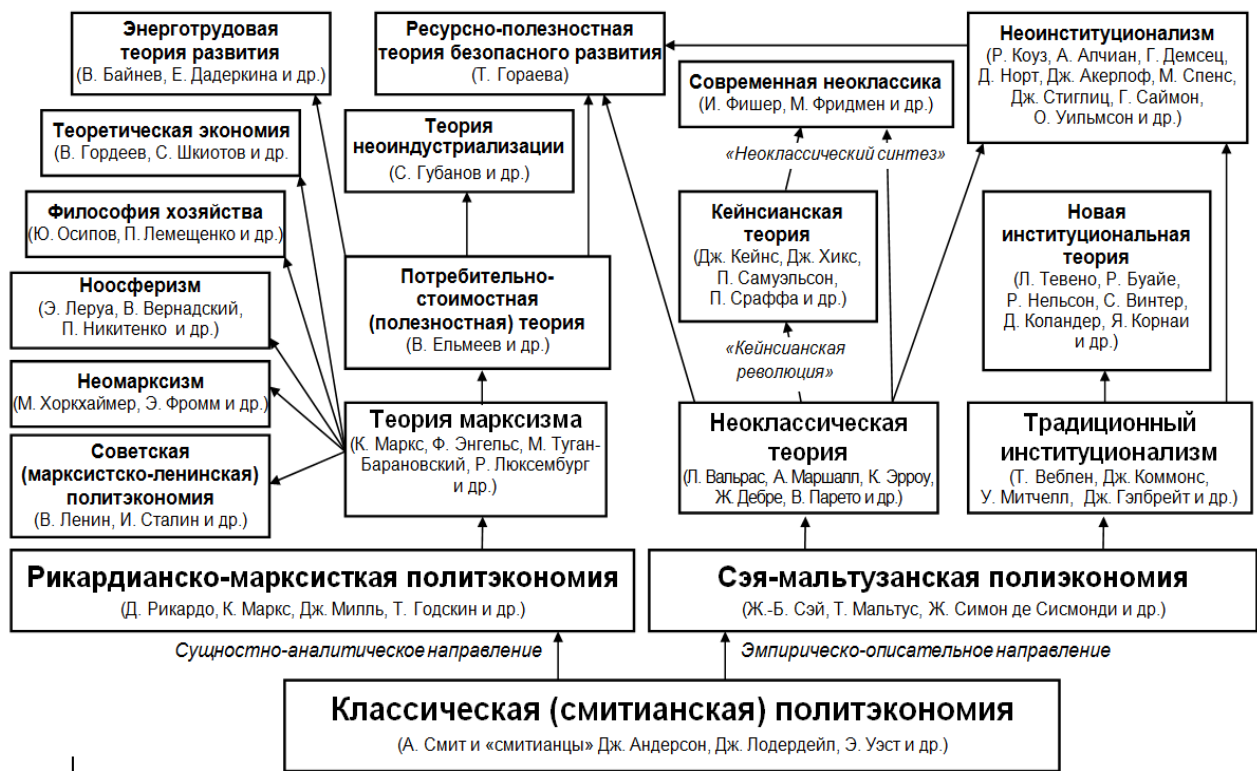 Энерготрудовая
теория развития
(В. Байнев, Е. Дадеркина и др.)
Ресурсно-полезностная
теория безопасного развития
(Т. Гораева)
Неоинституционализм
(Р. Коуз, А. Алчиан, Г. Демсец,
Д. Норт, Дж. Акерлоф, М. Спенс,
Дж. Стиглиц, Г. Саймон,
О. Уильмсон и др.)
Современная неоклассика
(И. Фишер, М. Фридмен и др.)
Теоретическая экономия
(В. Гордеев, С. Шкиотов и др.
Теория
неоиндустриализации
(С. Губанов и др.)
«Неоклассический синтез»
Философия хозяйства
(Ю. Осипов, П. Лемещенко и др.)
Кейнсианская
теория
(Дж. Кейнс, Дж. Хикс,
П. Самуэльсон,
П. Сраффа и др.)
Новая
институциональная
теория
(Л. Тевено, Р. Буайе,
Р. Нельсон, С. Винтер,
Д. Коландер, Я. Корнаи
и др.)
Ноосферизм
(Э. Леруа, В. Вернадский,
П. Никитенко и др.)
Потребительно-
стоимостная
(полезностная) теория
(В. Ельмеев и др.)
«Кейнсианская
революция»
Неомарксизм
(М. Хоркхаймер, Э. Фромм и др.)
Теория марксизма
(К. Маркс, Ф. Энгельс, М. Туган-
Барановский, Р. Люксембург
и др.)
Неоклассическая
теория
(Л. Вальрас, А. Маршалл, К. Эрроу,
Ж. Дебре, В. Парето и др.)
Традиционный
институционализм
(Т. Веблен, Дж. Коммонс,
У. Митчелл, Дж. Гэлбрейт и др.)
Советская
(марксистско-ленинская)
политэкономия
(В. Ленин, И. Сталин и др.)
Рикардианско-марксисткая политэкономия
(Д. Рикардо, К. Маркс, Дж. Милль, Т. Годскин и др.)
Сэя-мальтузанская полиэкономия
(Ж.-Б. Сэй, Т. Мальтус, Ж. Симон де Сисмонди и др.)
Сущностно-аналитическое направление
Эмпирическо-описательное направление
Классическая (смитианская) политэкономия
(А. Смит и «смитианцы» Дж. Андерсон, Дж. Лодердейл, Э. Уэст и др.)